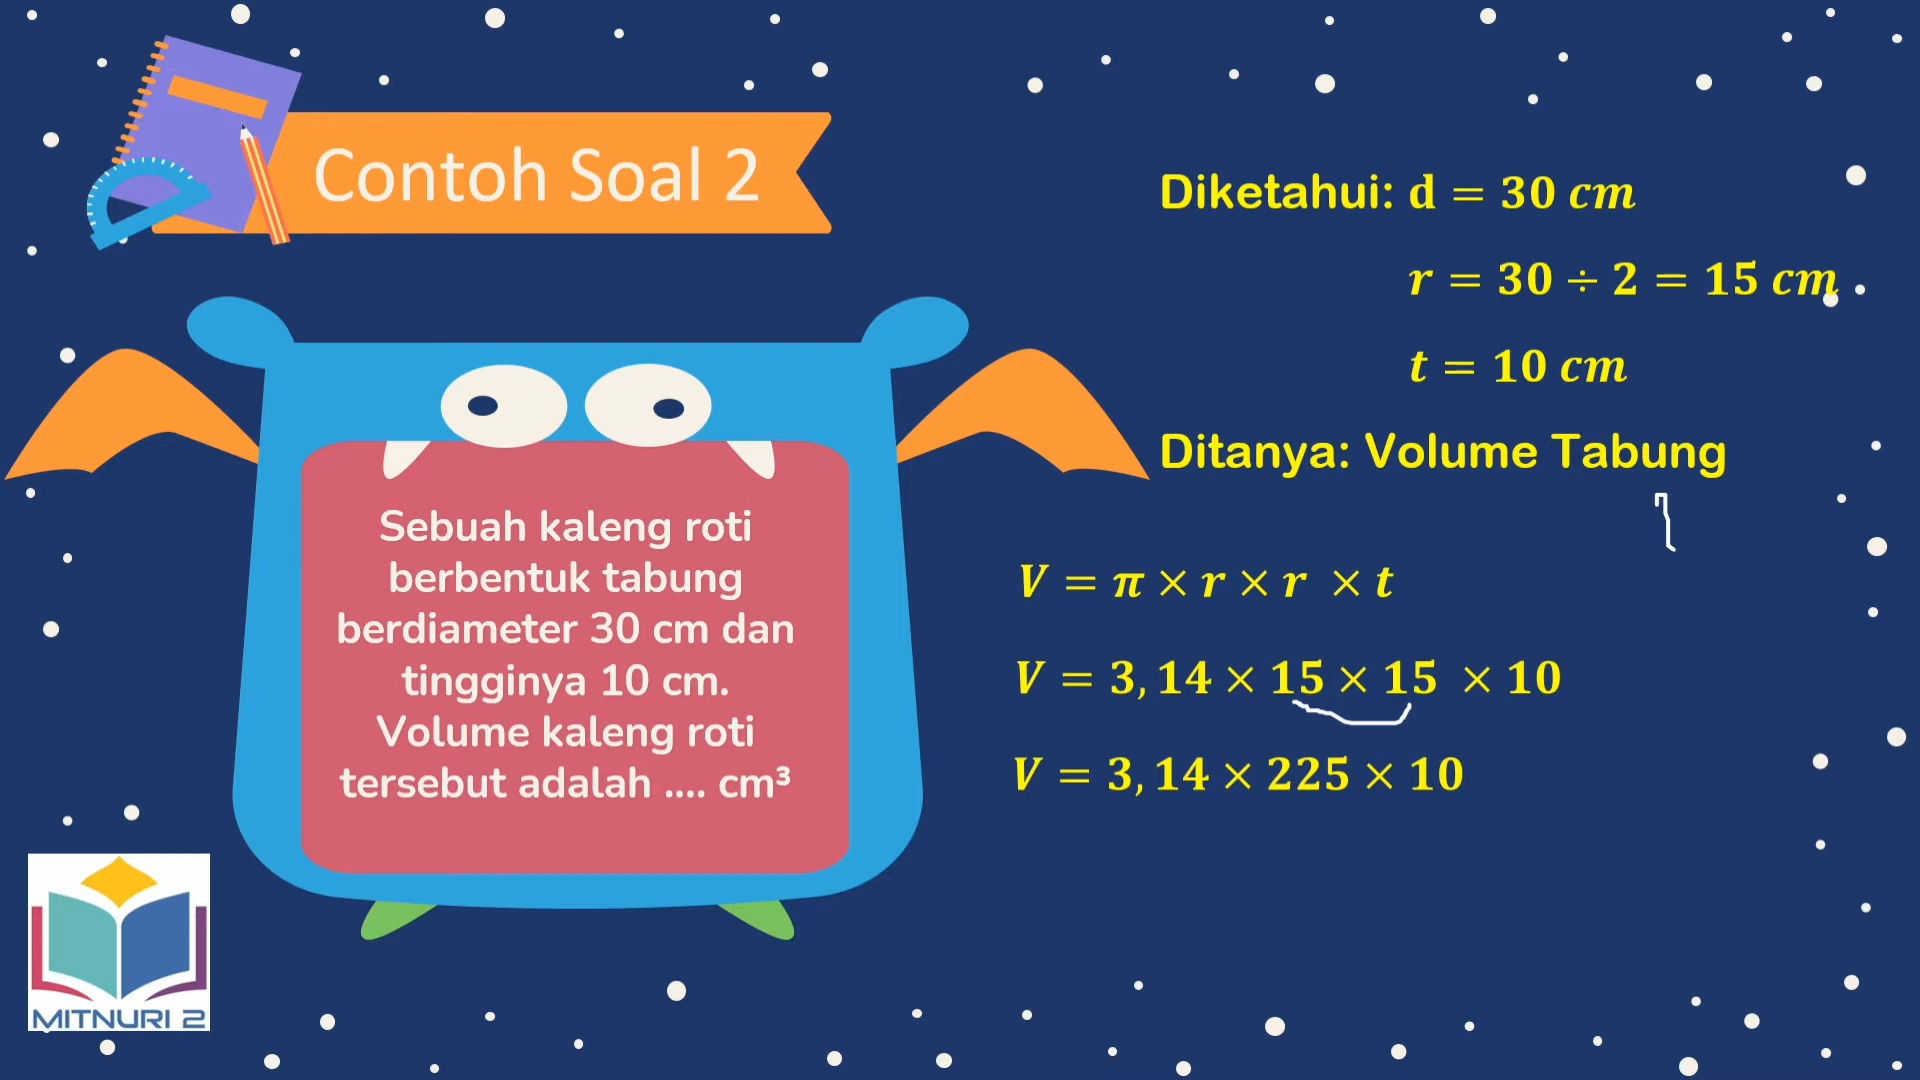 Contoh Soal 2
Sebuah kaleng roti
berbentuk tabung
berdiameter 30 cm dan
tingginya 10 cm.
Volume kaleng roti
tersebut adalah .... cm³
MITNURI 2
Diketahui: d = 30 cm
r = 30 ÷ 2 = 15 cm
t = 10 cm
Ditanya: Volume Tabung
V = π × r × r × t
V = 3,14 × 15 × 15 × 10
V = 3,14 × 225 × 10